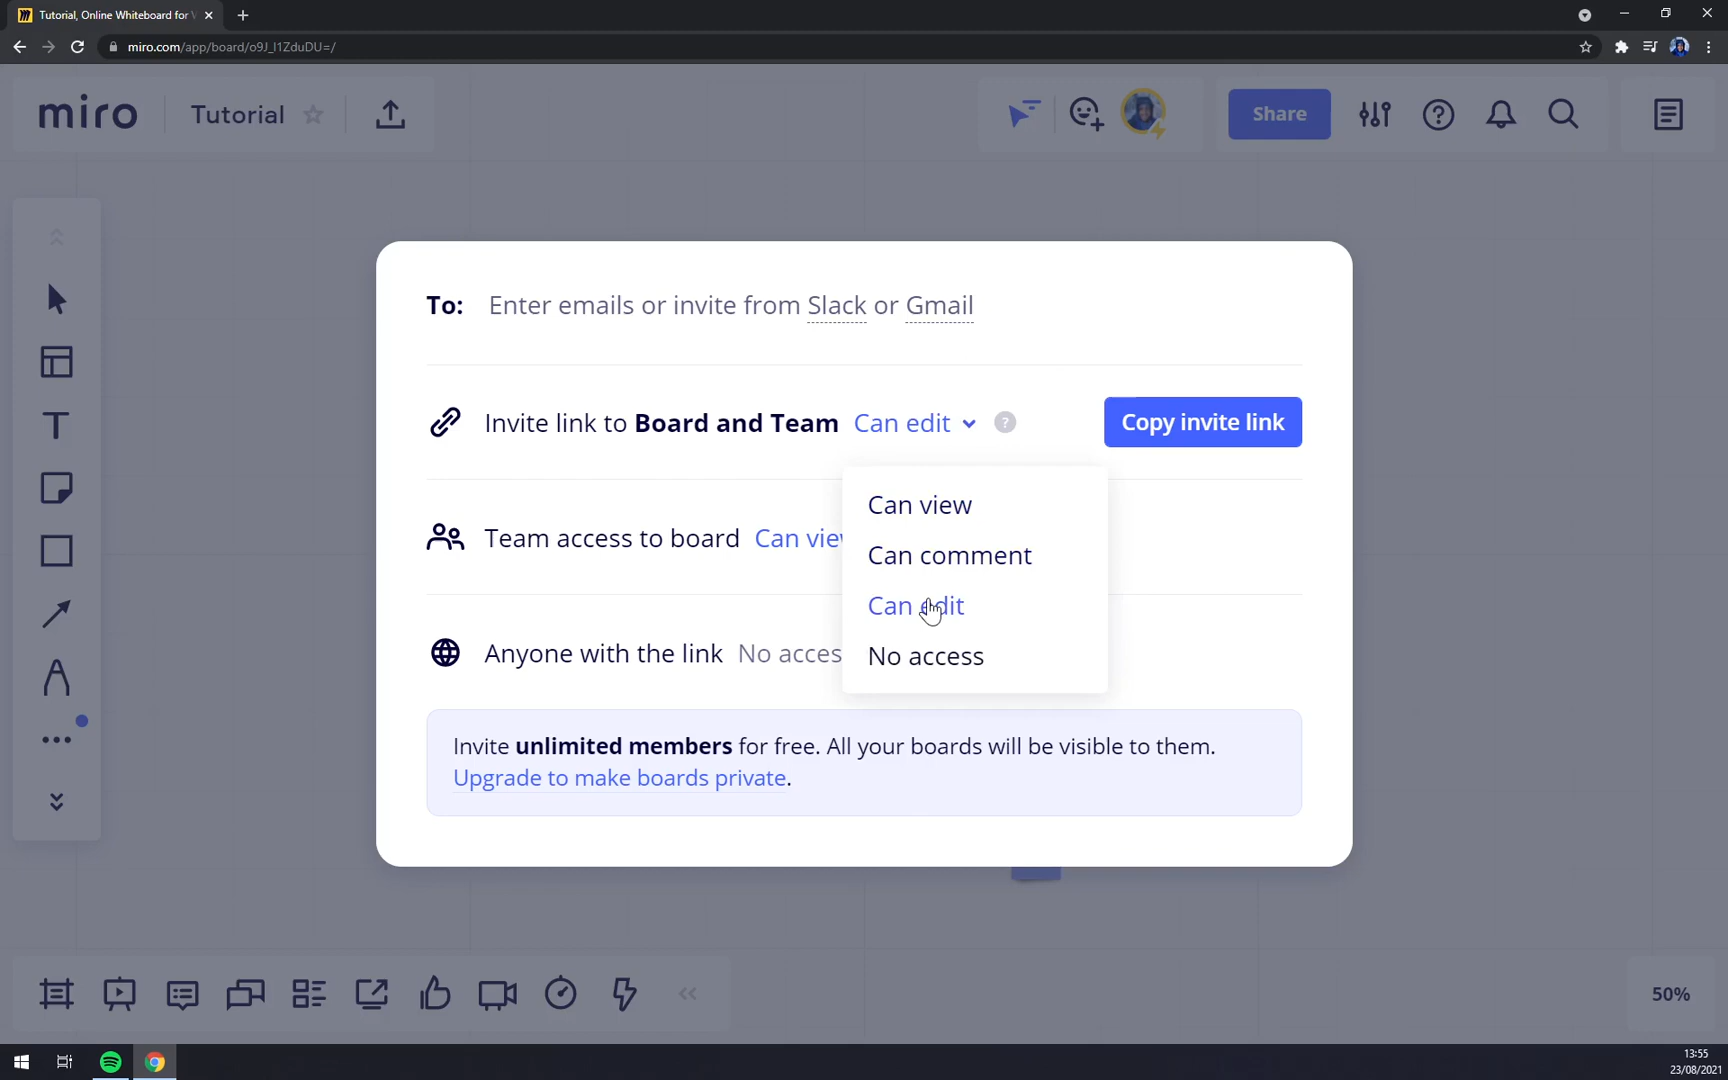 Tutorial, Online Whiteboard for
miro.com/app/board/o9J_l1ZduDU=/
miro
Tutorial
Share
To: Enter emails or invite from Slack or Gmail
Invite link to Board and Team Can edit ?
Copy invite link
Can view
Team access to board Can view
Can comment
Can edit
Anyone with the link No access
No access
Invite unlimited members for free. All your boards will be visible to them.
Upgrade to make boards private.
50%
13:55
23/08/2021